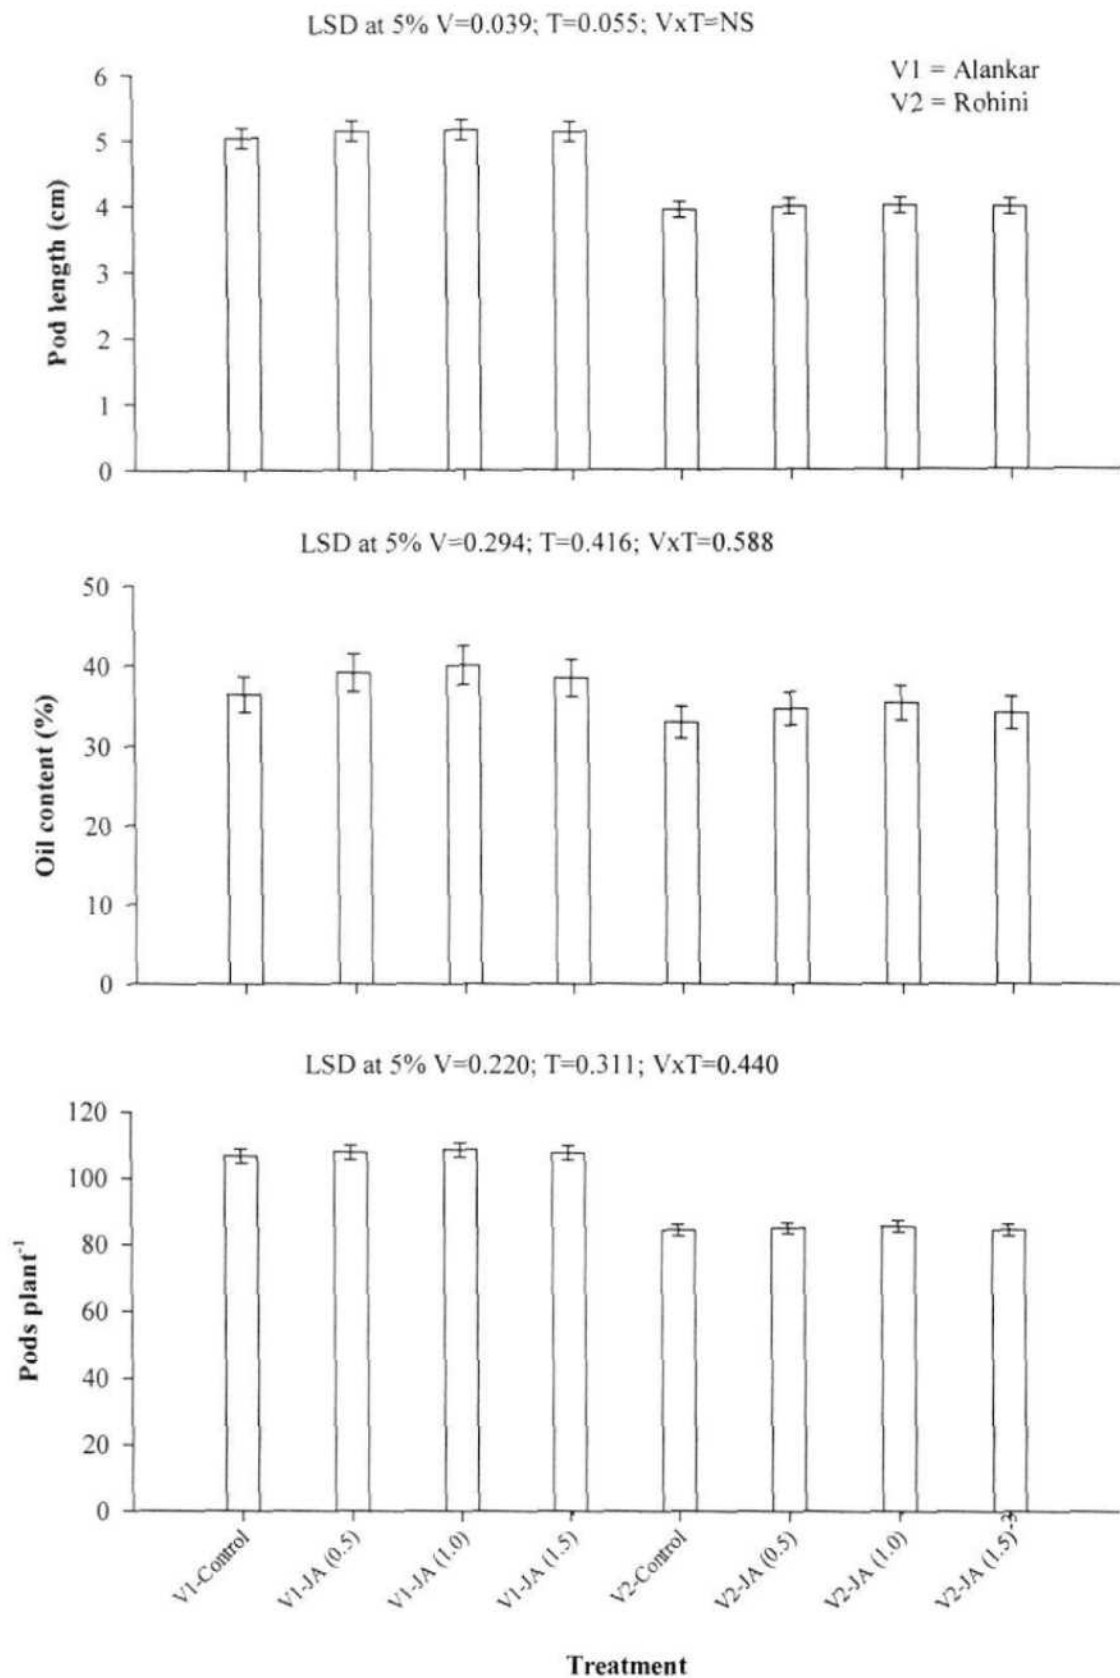 LSD at 5% V=0.039; T=0.055; VxT=NS
V1 = Alankar
V2 = Rohini
6
5
4
3
2
1
0
Pod length (cm)
LSD at 5% V=0.294; T=0.416; VxT=0.588
50
40
30
20
10
0
Oil content (%)
LSD at 5% V=0.220; T=0.311; VxT=0.440
120
100
80
60
40
20
0
Pods plant⁻¹
V1-Control
V1-JA (0.5)
V1-JA (1.0)
V1-JA (1.5)
V2-Control
V2-JA (0.5)
V2-JA (1.0)
V2-JA (1.5)
Treatment